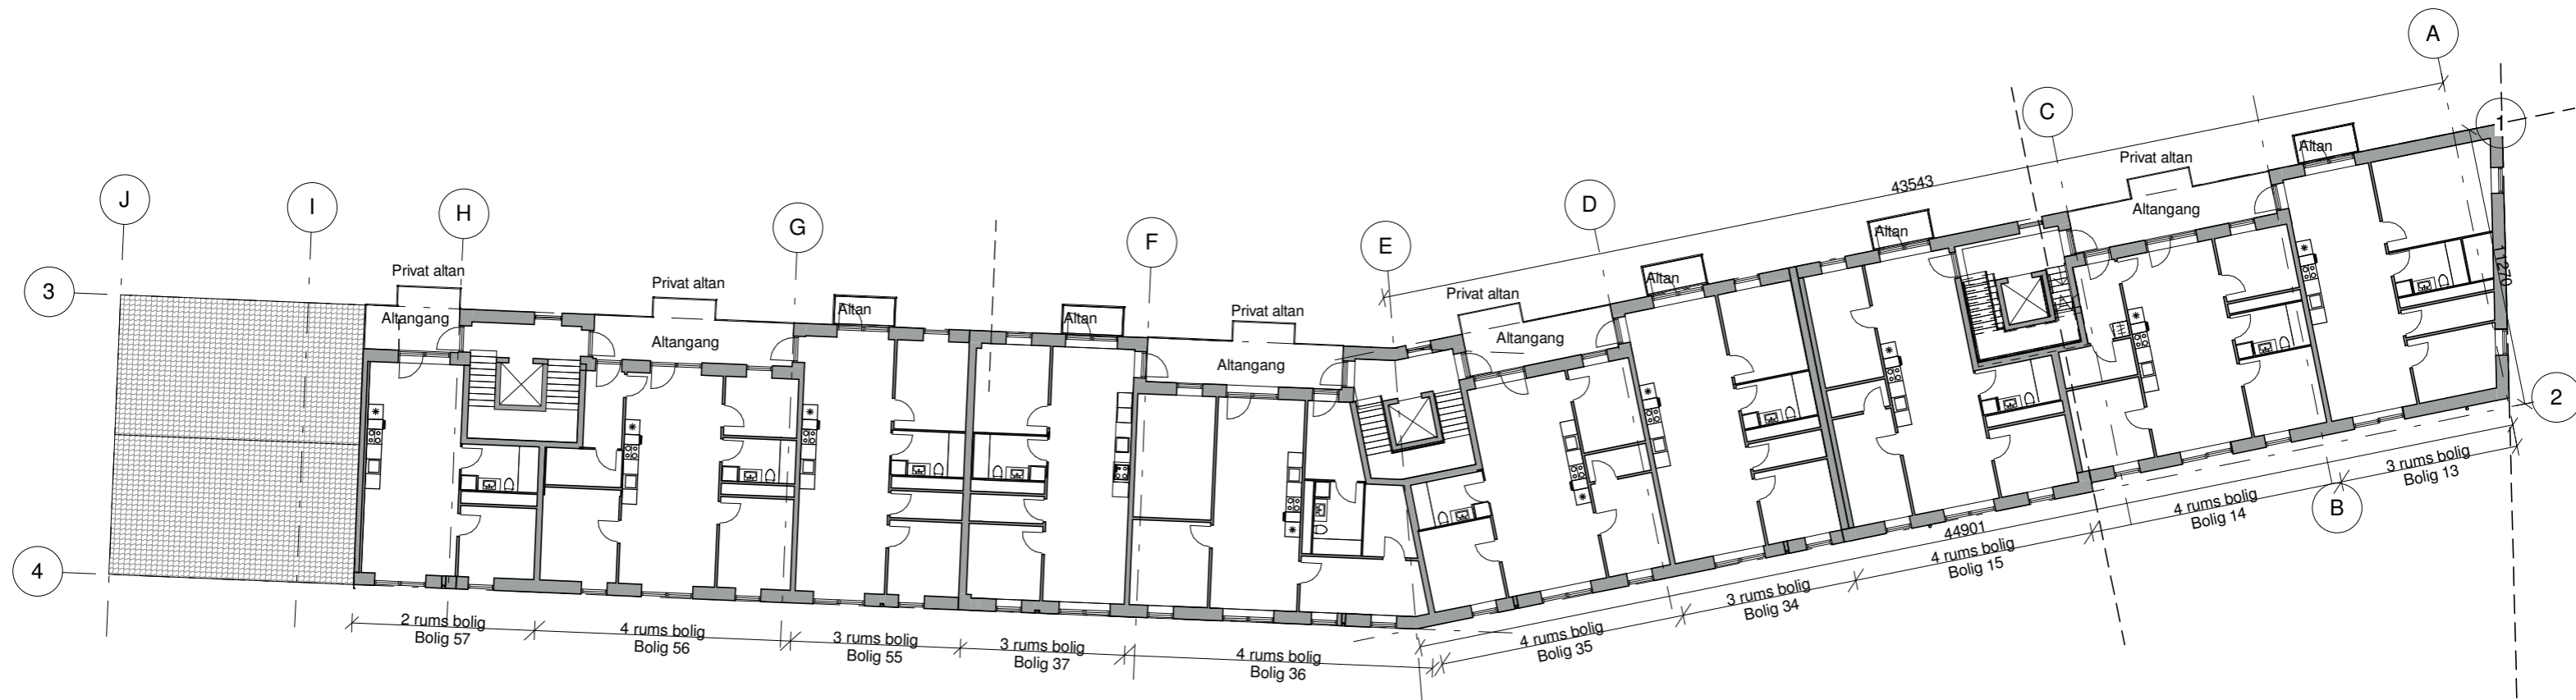 A
C
1
J
I
H
G
F
E
D
3
4
2
B
43543
11270
44901
Privat altan
Altangang
Privat altan
Altangang
Altan
Altan
Privat altan
Altangang
Privat altan
Altangang
Altan
Altan
Privat altan
Altangang
Altan
2 rums bolig
Bolig 57
4 rums bolig
Bolig 56
3 rums bolig
Bolig 55
3 rums bolig
Bolig 37
4 rums bolig
Bolig 36
4 rums bolig
Bolig 35
3 rums bolig
Bolig 34
4 rums bolig
Bolig 15
4 rums bolig
Bolig 14
3 rums bolig
Bolig 13